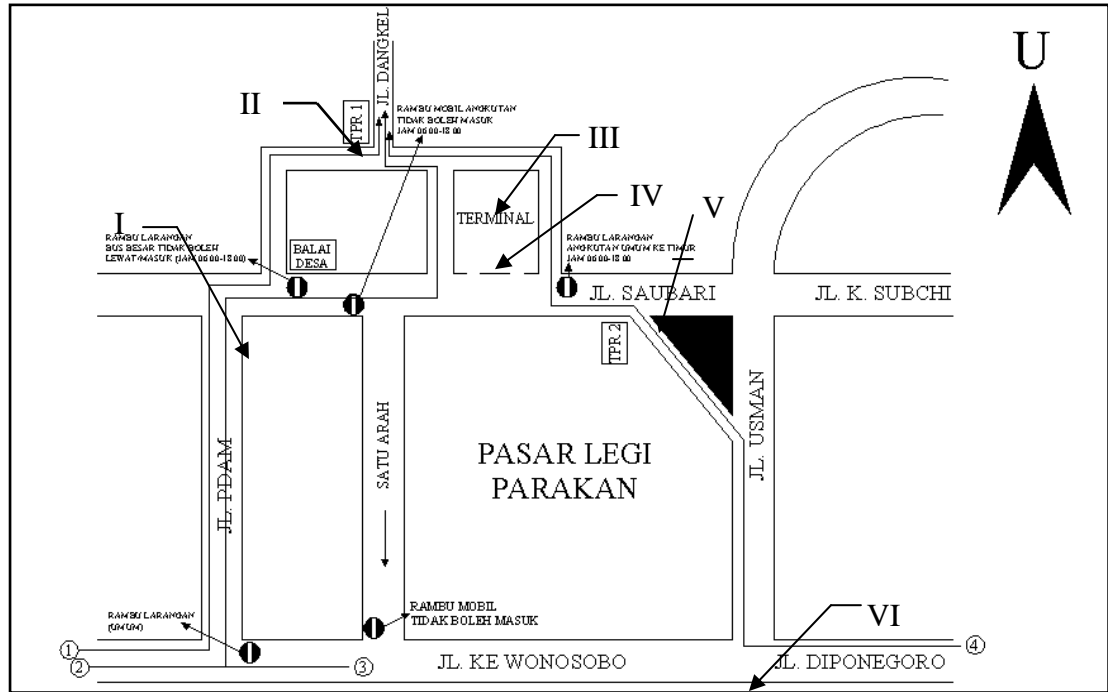 U
JL. DANGKEL
TPR 1
II
RAMBU MOBIL ANGKUTAN
TIDAK BOLEH MASUK
JAM 06 00-18 00
III
IV
V
I
TERMINAL
RAMBU LARANGAN
BUS BESAR TIDAK BOLEH
LEWAT-MASUK (JAM 06 00-18 00)
BALAI
DESA
RAMBU LARANGAN
ANGKUTAN UMUM KE TIMUR
JAM 06 00-18 00
JL. SAUBARI
JL. K. SUBCHI
TPR 2
JL. USMAN
SATU ARAH
JL. PDAM
PASAR LEGI
PARAKAN
RAMBU LARANGAN
(UMUM)
RAMBU MOBIL
TIDAK BOLEH MASUK
VI
1
2
3
4
JL. KE WONOSOBO
JL. DIPONEGORO